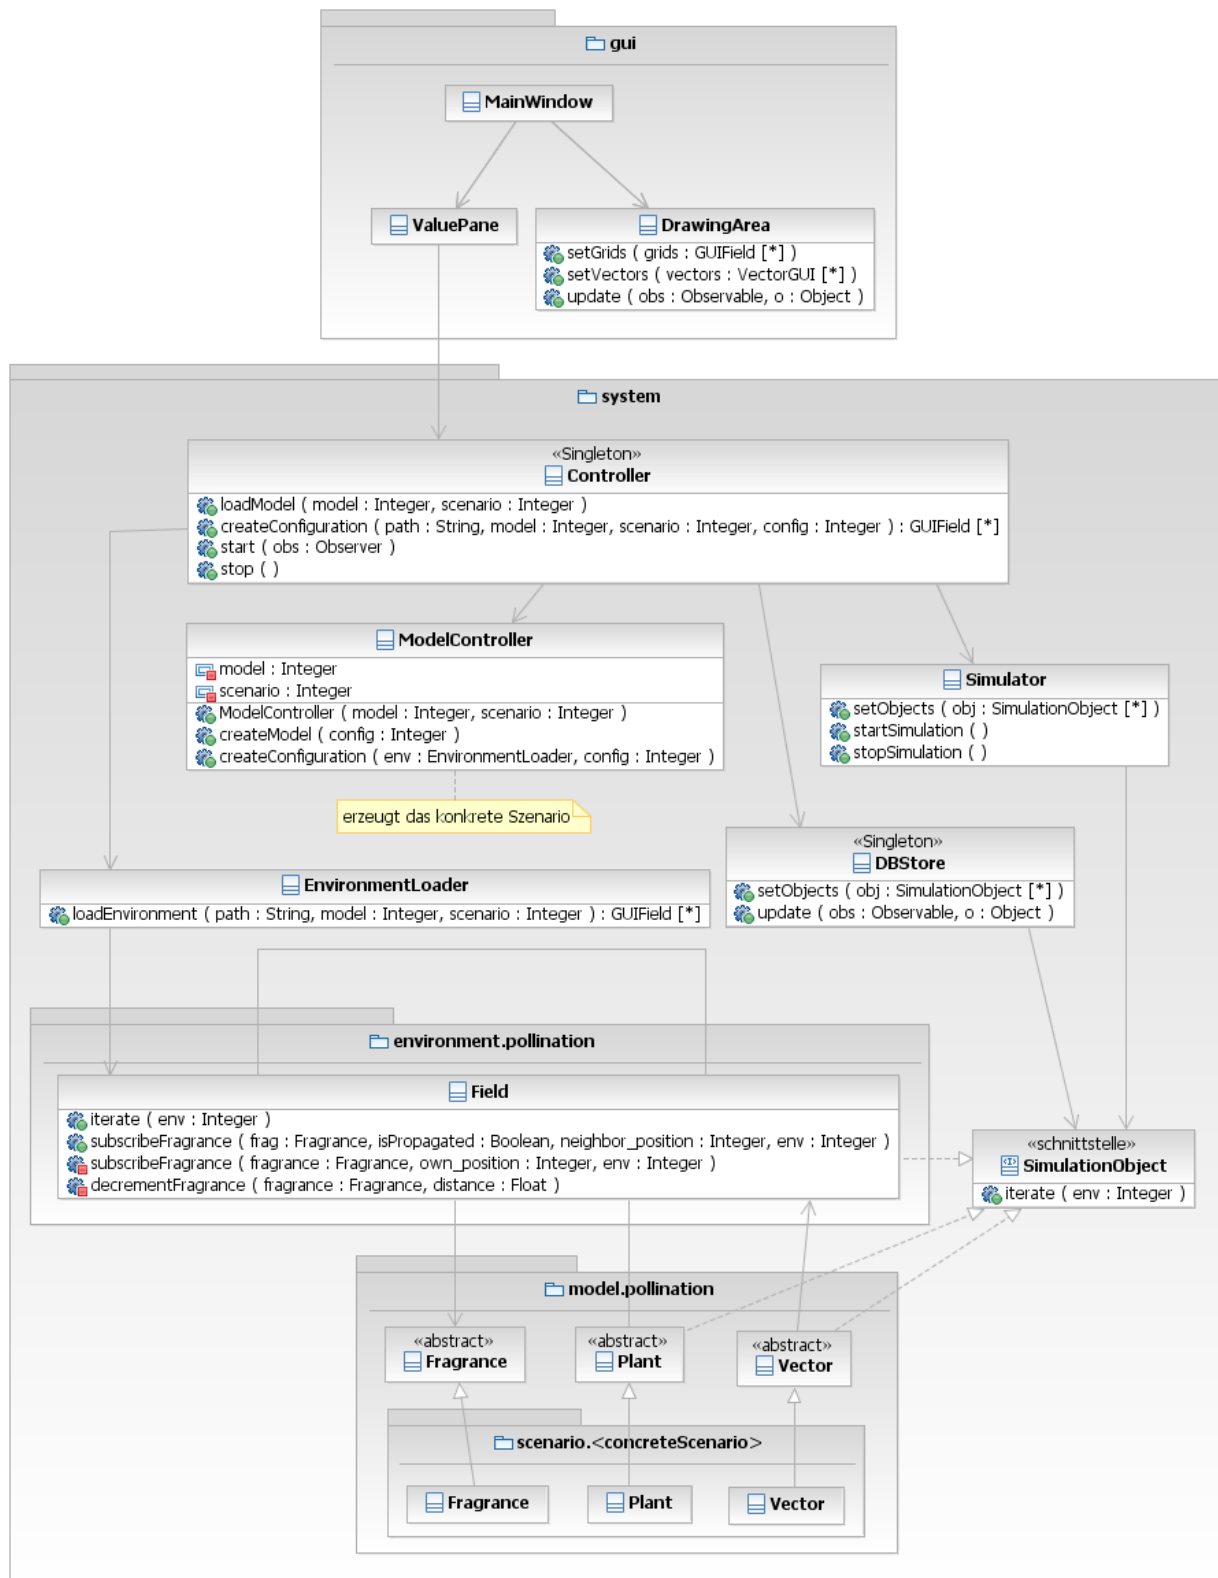 gui
MainWindow
ValuePane
DrawingArea
setGrids ( grids : GUIField [*] )
setVectors ( vectors : VectorGUI [*] )
update ( obs : Observable, o : Object )
system
«Singleton»
Controller
loadModel ( model : Integer, scenario : Integer )
createConfiguration ( path : String, model : Integer, scenario : Integer, config : Integer ) : GUIField [*]
start ( obs : Observer )
stop ( )
ModelController
model : Integer
scenario : Integer
ModelController ( model : Integer, scenario : Integer )
createModel ( config : Integer )
createConfiguration ( env : EnvironmentLoader, config : Integer )
Simulator
setObjects ( obj : SimulationObject [*] )
startSimulation ( )
stopSimulation ( )
erzeugt das konkrete Szenario
«Singleton»
DBStore
setObjects ( obj : SimulationObject [*] )
update ( obs : Observable, o : Object )
EnvironmentLoader
loadEnvironment ( path : String, model : Integer, scenario : Integer ) : GUIField [*]
environment.pollination
Field
iterate ( env : Integer )
subscribeFragrance ( frag : Fragrance, isPropagated : Boolean, neighbor_position : Integer, env : Integer )
subscribeFragrance ( fragrance : Fragrance, own_position : Integer, env : Integer )
decrementFragrance ( fragrance : Fragrance, distance : Float )
«schnittstelle»
SimulationObject
iterate ( env : Integer )
model.pollination
«abstract»
Fragrance
«abstract»
Plant
«abstract»
Vector
scenario.<concreteScenario>
Fragrance
Plant
Vector